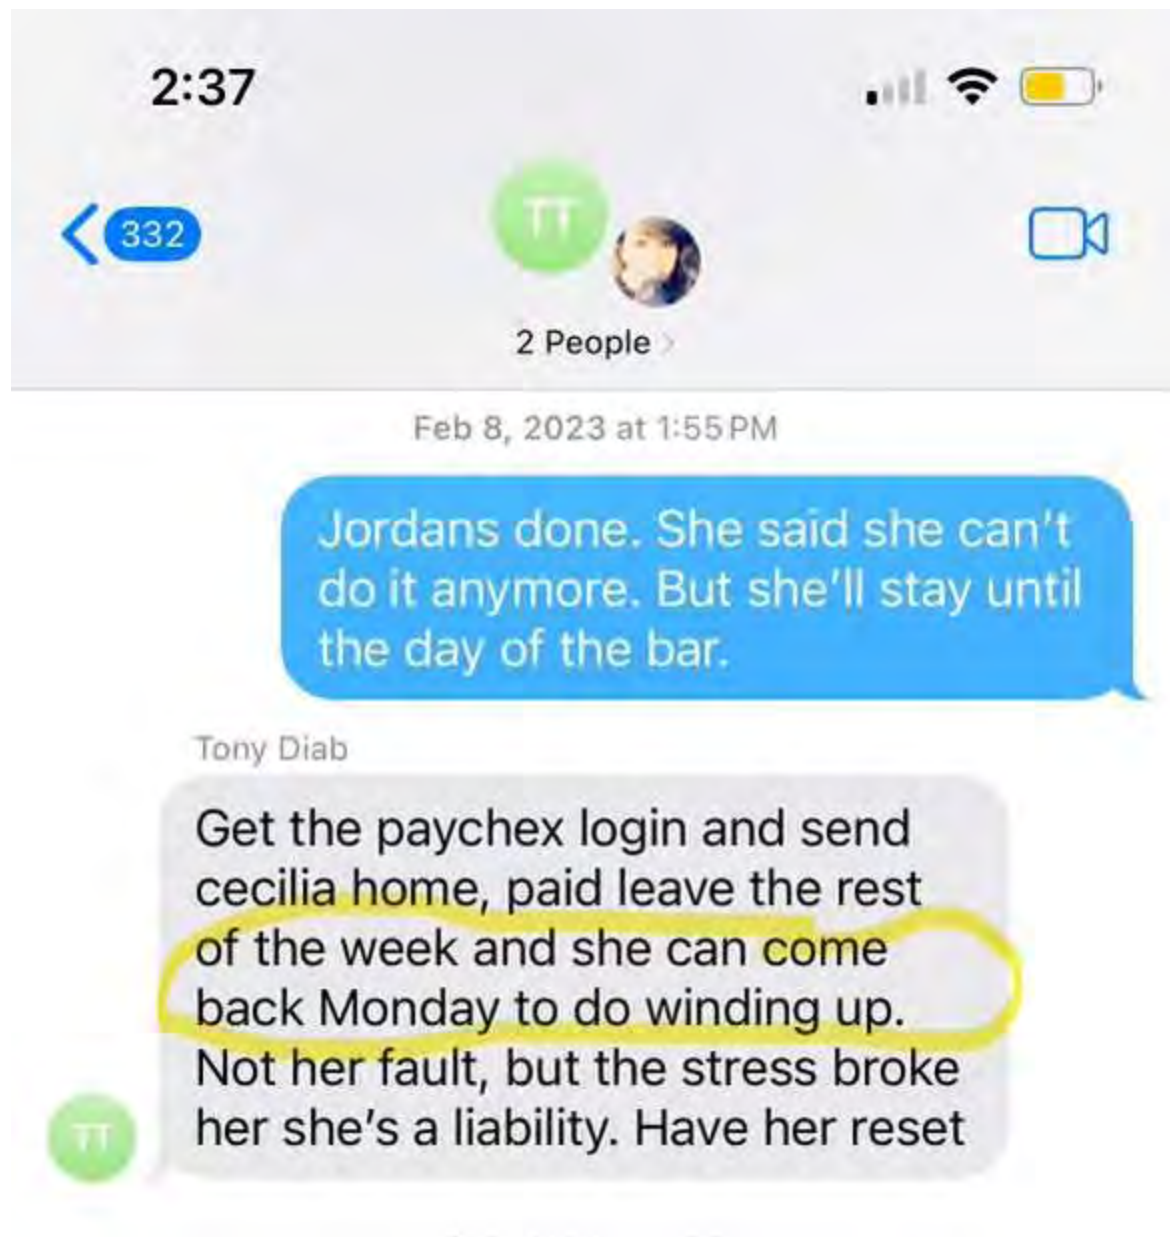 2:37
332
TT
2 People
Feb 8, 2023 at 1:55 PM
Jordans done. She said she can't
do it anymore. But she'll stay until
the day of the bar.
Tony Diab
Get the paychex login and send
cecilia home, paid leave the rest
of the week and she can come
back Monday to do winding up.
Not her fault, but the stress broke
her she's a liability. Have her reset
TT